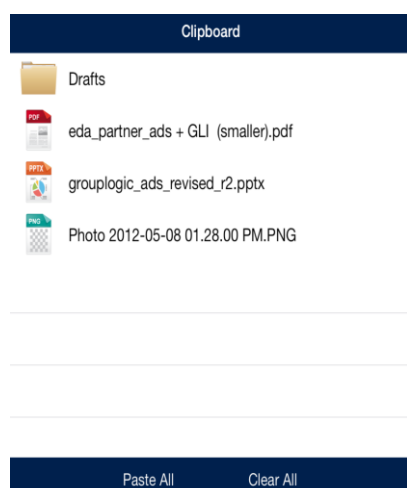 Clipboard
Drafts
PDF
eda_partner_ads + GLI (smaller).pdf
PPTX
grouplogic_ads_revised_r2.pptx
PNG
Photo 2012-05-08 01.28.00 PM.PNG
Paste All Clear All